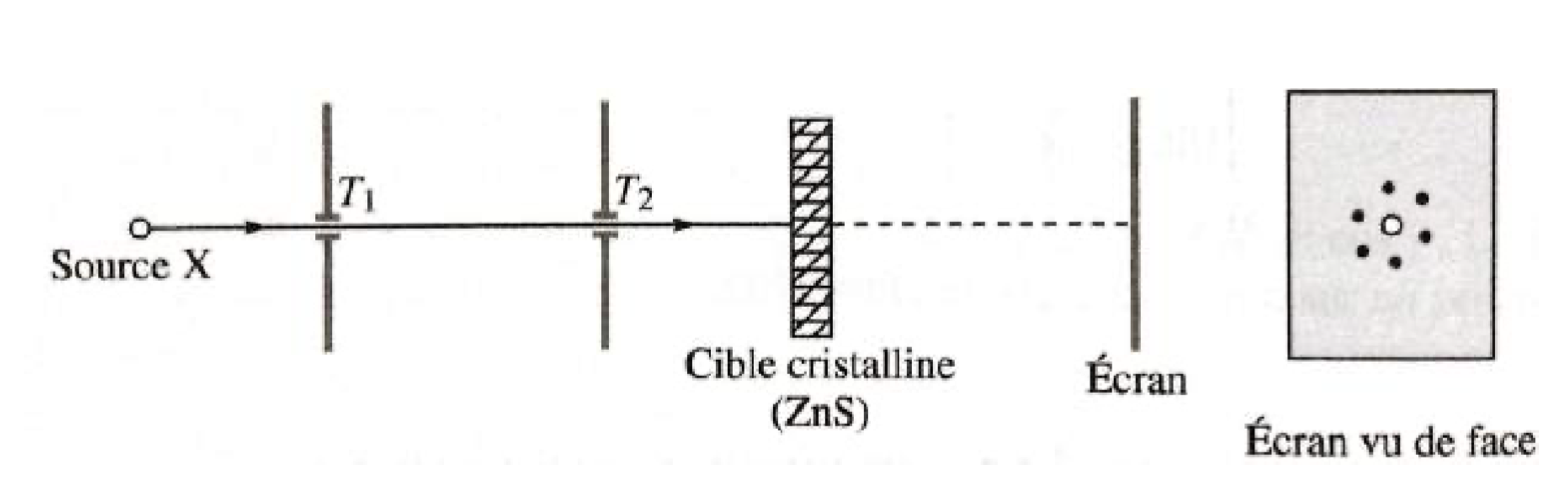 T1
T2
Source X
Cible cristalline
(ZnS)
Écran
Écran vu de face